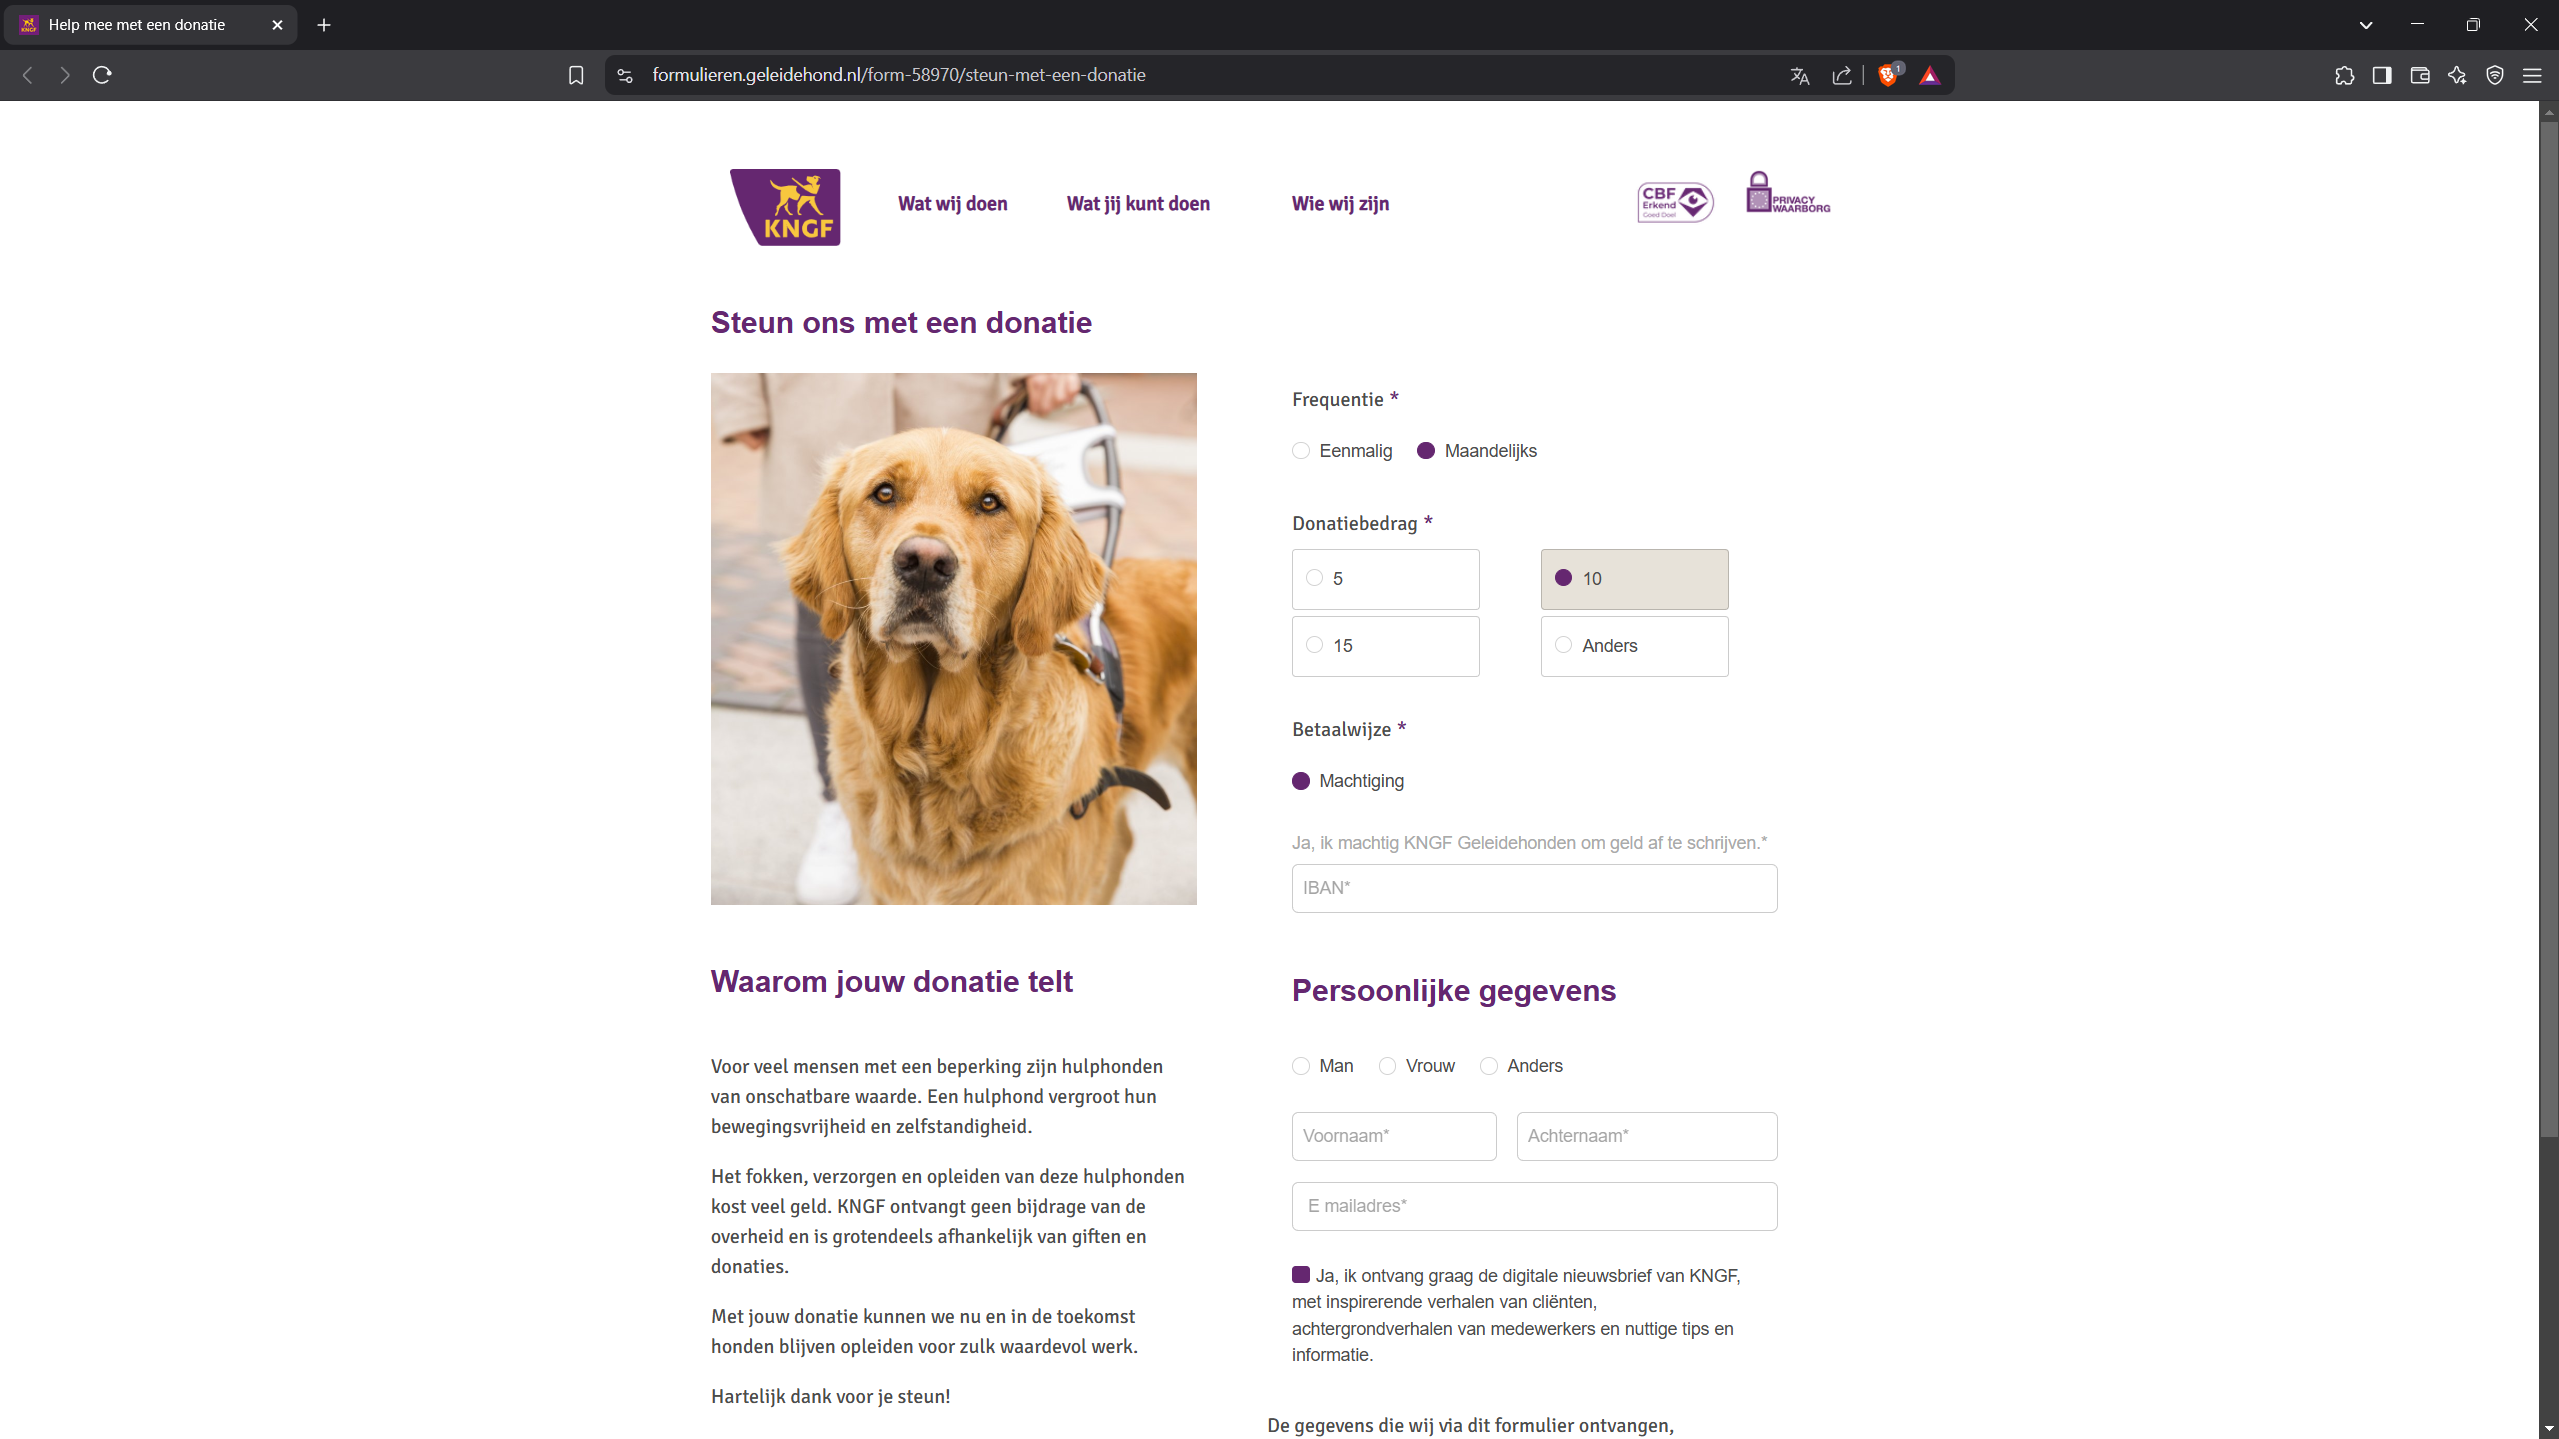 Help mee met een donatie
formulieren.geleidehond.nl/form-58970/steun-met-een-donatie
1
KNGF
Wat wij doen
Wat jij kunt doen
Wie wij zijn
CBF
Erkend
Goed Doel
PRIVACY
WAARBORG
Steun ons met een donatie
Frequentie *
Eenmalig
Maandelijks
Donatiebedrag *
5
10
15
Anders
Betaalwijze *
Machtiging
Ja, ik machtig KNGF Geleidehonden om geld af te schrijven.*
IBAN*
Waarom jouw donatie telt
Voor veel mensen met een beperking zijn hulphonden
van onschatbare waarde. Een hulphond vergroot hun
bewegingsvrijheid en zelfstandigheid.
Het fokken, verzorgen en opleiden van deze hulphonden
kost veel geld. KNGF ontvangt geen bijdrage van de
overheid en is grotendeels afhankelijk van giften en
donaties.
Met jouw donatie kunnen we nu en in de toekomst
honden blijven opleiden voor zulk waardevol werk.
Hartelijk dank voor je steun!
Persoonlijke gegevens
Man
Vrouw
Anders
Voornaam*
Achternaam*
E mailadres*
Ja, ik ontvang graag de digitale nieuwsbrief van KNGF,
met inspirerende verhalen van cliënten,
achtergrondverhalen van medewerkers en nuttige tips en
informatie.
De gegevens die wij via dit formulier ontvangen,